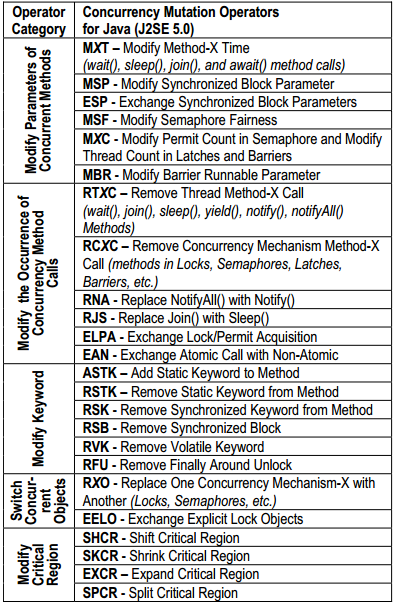 Operator Category
Concurrency Mutation Operators for Java (J2SE 5.0)
Modify Parameters of Concurrent Methods
MXT – Modify Method-X Time
(wait(), sleep(), join(), and await() method calls)
MSP - Modify Synchronized Block Parameter
ESP - Exchange Synchronized Block Parameters
MSF - Modify Semaphore Fairness
MXC - Modify Permit Count in Semaphore and Modify
Thread Count in Latches and Barriers
MBR - Modify Barrier Runnable Parameter
Modify the Occurrence of Concurrency Method Calls
RTXC – Remove Thread Method-X Call
(wait(), join(), sleep(), yield(), notify(), notifyAll()
Methods)
RCXC – Remove Concurrency Mechanism Method-X
Call (methods in Locks, Semaphores, Latches,
Barriers, etc.)
RNA - Replace NotifyAll() with Notify()
RJS - Replace Join() with Sleep()
ELPA - Exchange Lock/Permit Acquisition
EAN - Exchange Atomic Call with Non-Atomic
Modify Keyword
ASTK – Add Static Keyword to Method
RSTK – Remove Static Keyword from Method
RSK - Remove Synchronized Keyword from Method
RSB - Remove Synchronized Block
RVK - Remove Volatile Keyword
RFU - Remove Finally Around Unlock
Switch Concur-rent Objects
RXO - Replace One Concurrency Mechanism-X with
Another (Locks, Semaphores, etc.)
EELO - Exchange Explicit Lock Objects
Modify Critical Region
SHCR - Shift Critical Region
SKCR - Shrink Critical Region
EXCR – Expand Critical Region
SPCR - Split Critical Region